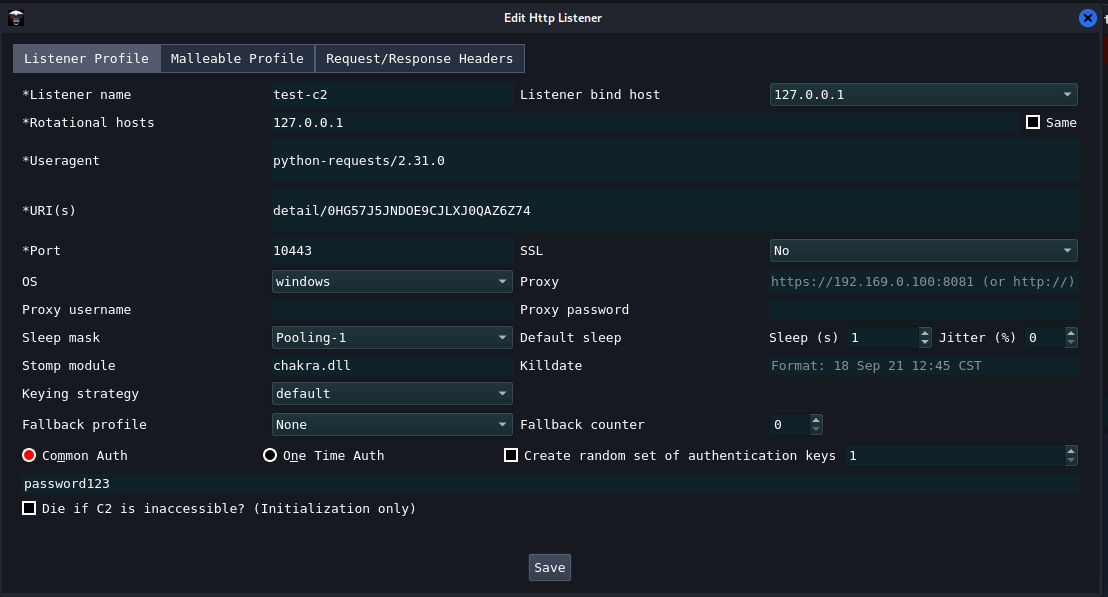 Edit Http Listener
Listener Profile Malleable Profile Request/Response Headers
*Listener name test-c2 Listener bind host 127.0.0.1
*Rotational hosts 127.0.0.1 Same
*Useragent python-requests/2.31.0
*URI(s) detail/0HG57J5JNDOE9CJLXJ0QAZ6Z74
*Port 10443 SSL No
OS windows Proxy https://192.169.0.100:8081 (or http://)
Proxy username Proxy password
Sleep mask Pooling-1 Default sleep Sleep (s) 1 Jitter (%) 0
Stomp module chakra.dll Killdate Format: 18 Sep 21 12:45 CST
Keying strategy default
Fallback profile None Fallback counter 0
Common Auth One Time Auth Create random set of authentication keys 1
password123
Die if C2 is inaccessible? (Initialization only)
Save